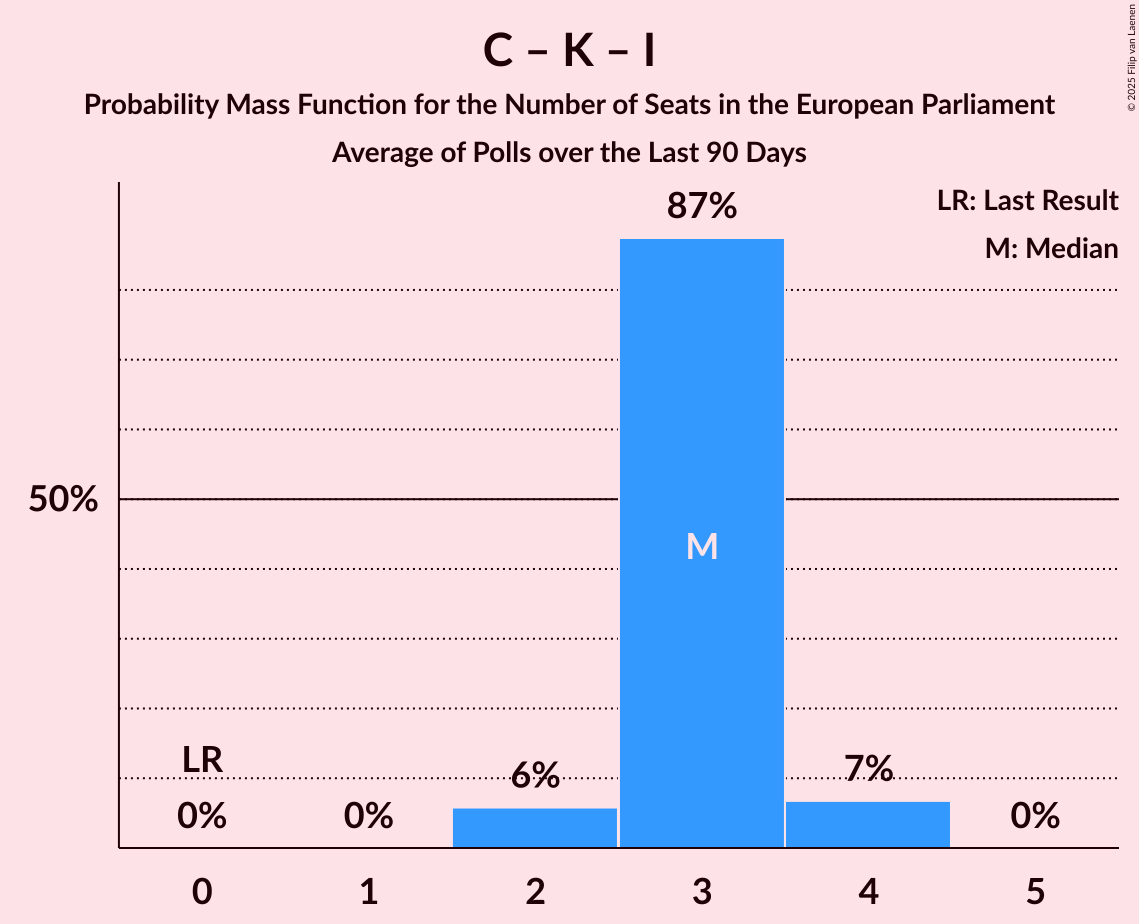 C – K – I
Probability Mass Function for the Number of Seats in the European Parliament
Average of Polls over the Last 90 Days
© 2025 Filip van Laenen
LR: Last Result
M: Median
87%
50%
M
LR
0%
0%
6%
7%
0%
0
1
2
3
4
5